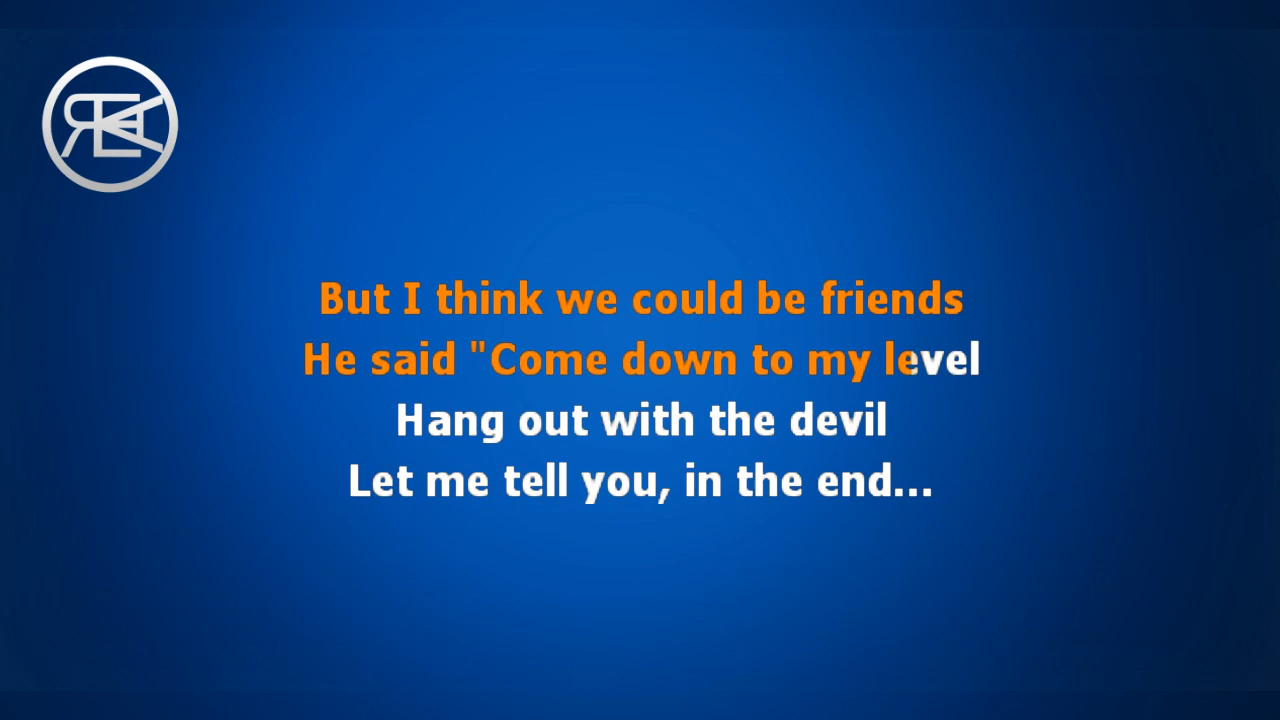 But I think we could be friends
He said "Come down to my level
Hang out with the devil
Let me tell you, in the end...